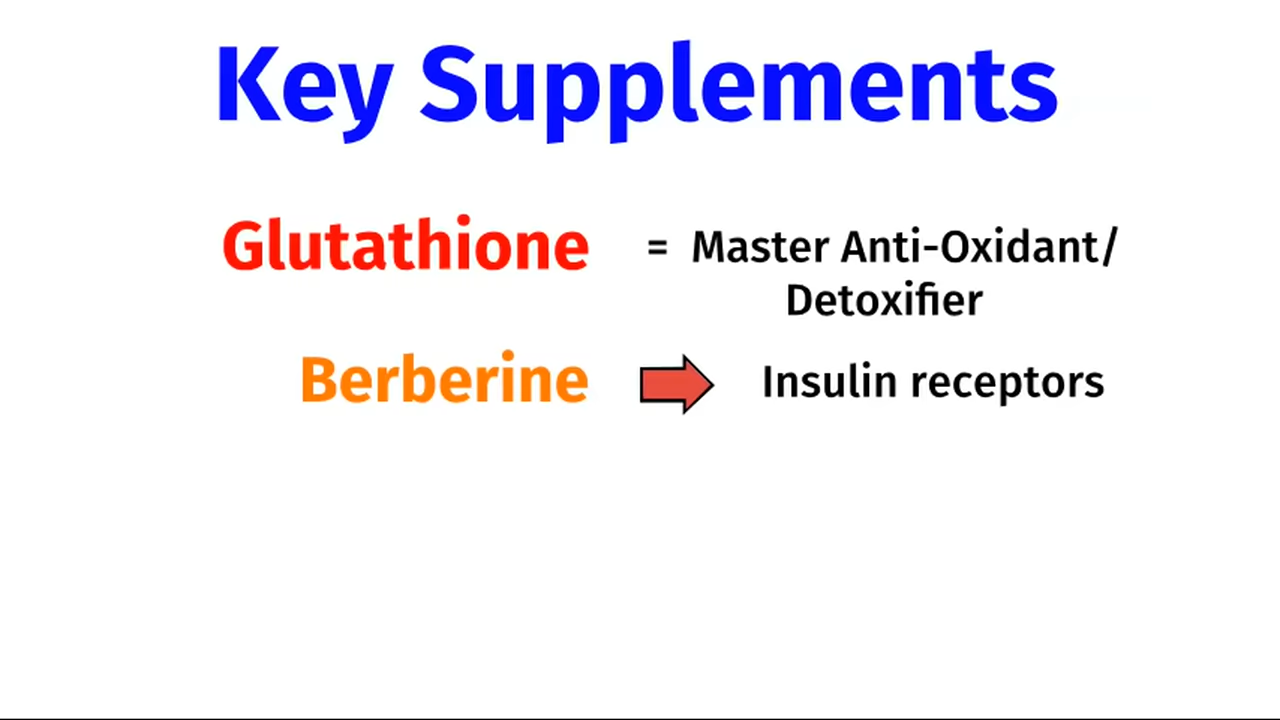 Key Supplements
Glutathione = Master Anti-Oxidant/
Detoxifier
Berberine Insulin receptors